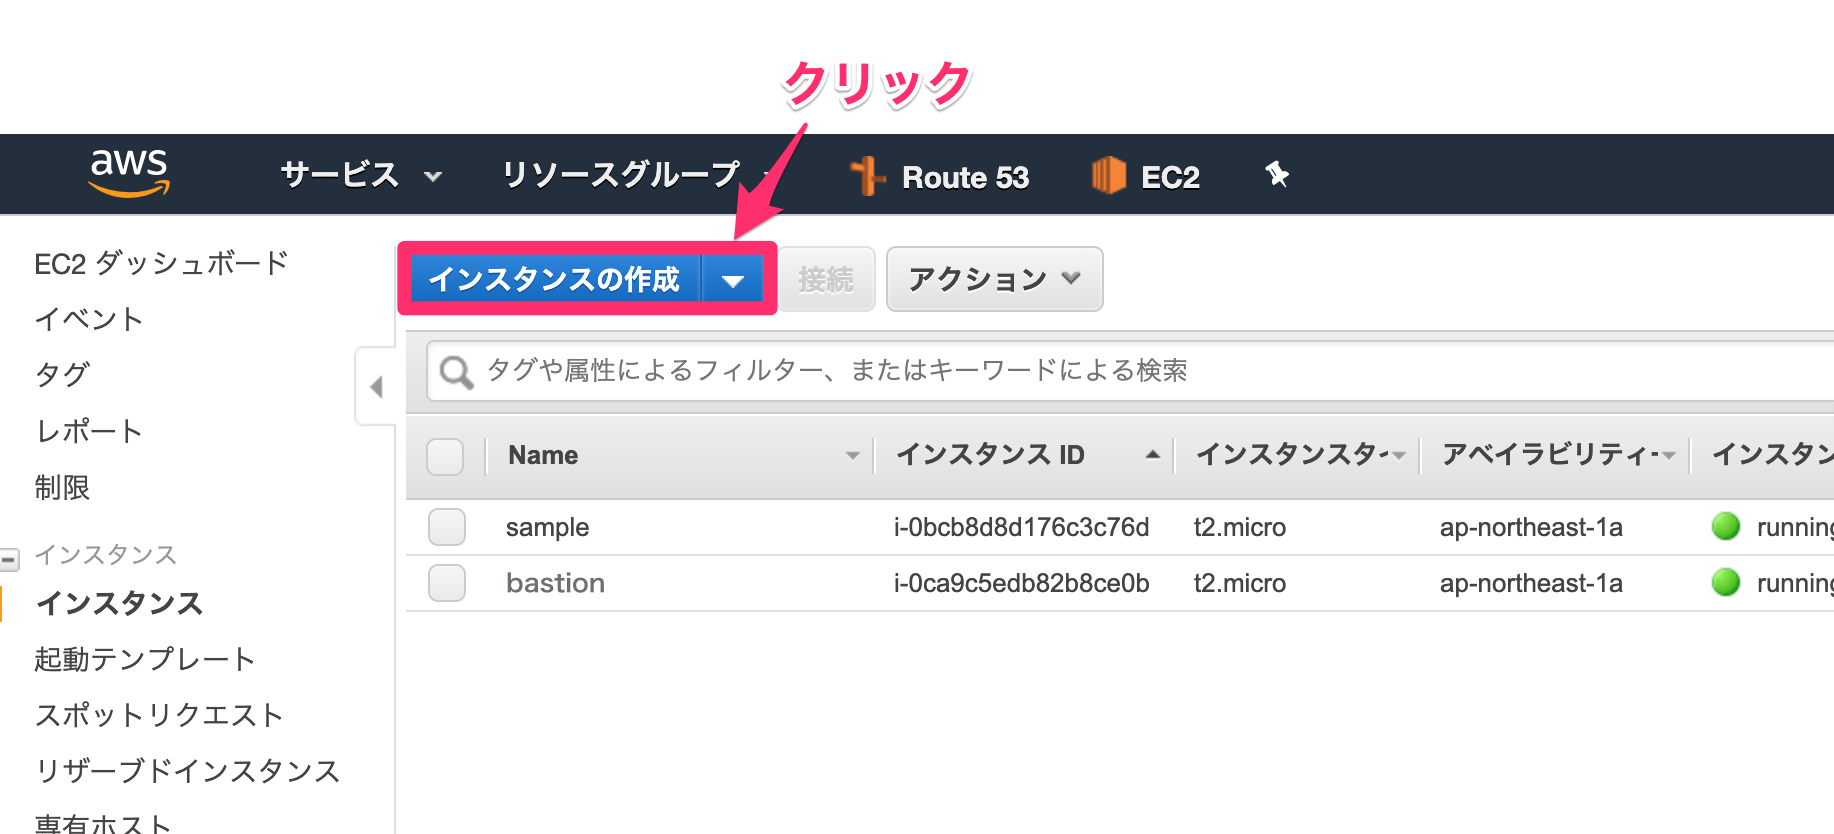 クリック
aws サービス リソースグループ Route 53 EC2
EC2 ダッシュボード
イベント
タグ
レポート
制限
インスタンス
インスタンス
起動テンプレート
スポットリクエスト
リザーブドインスタンス
専有ホスト
インスタンスの作成 接続 アクション
タグや属性によるフィルター、またはキーワードによる検索
Name インスタンス ID インスタンスタ アベイラビリティ インスタン
sample i-0bcb8d8d176c3c76d t2.micro ap-northeast-1a running
bastion i-0ca9c5edb82b8ce0b t2.micro ap-northeast-1a running